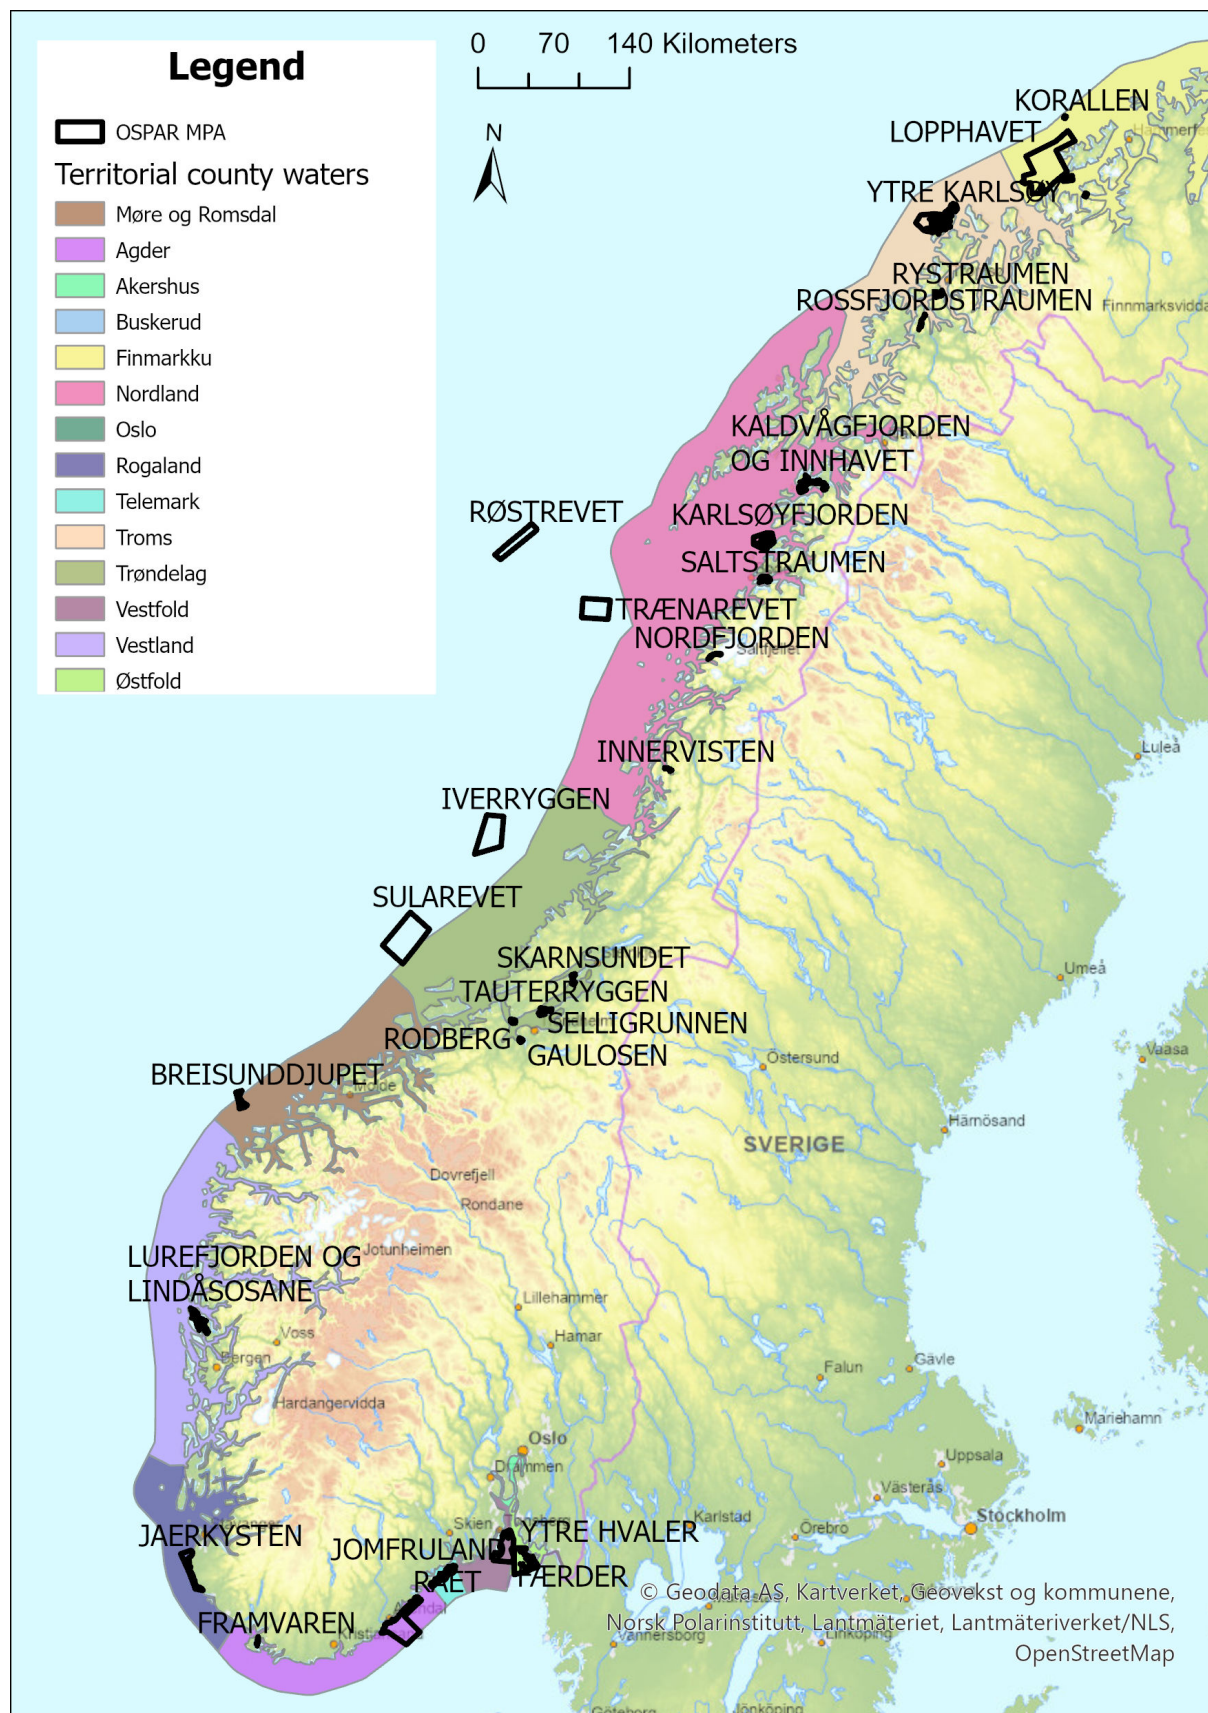 Legend
OSPAR MPA
Territorial county waters
Møre og Romsdal
Agder
Akershus
Buskerud
Finmarkku
Nordland
Oslo
Rogaland
Telemark
Troms
Trøndelag
Vestfold
Vestland
Østfold
0 70 140 Kilometers
N
KORALLEN
LOPPHAVET
YTRE KARLSØY
RYSTRAUMEN
ROSSFJORDSTRAUMEN
Finnmarksvidda
KALDVÅGFJORDEN
OG INNHAVET
RØSTREVET
KARLSØYFJORDEN
SALTSTRAUMEN
TRÆNAREVET
NORDFJORDEN
Saltfjellet
INNERVISTEN
Luleå
IVERRYGGEN
SULAREVET
SKARNSUNDET
Umeå
TAUTERRYGGEN
SELLIGRUNNEN
RODBERG
GAULOSEN
Östersund
Vaasa
BREISUNDDJUPET
Molde
Härnösand
SVERIGE
Dovrefjell
Rondane
LUREFJORDEN OG
LINDÅSOSANE
Jotunheimen
Lillehammer
Voss
Hamar
Bergen
Falun
Gävle
Hardangervidda
Mariehamn
Oslo
Drammen
Uppsala
Västerås
Stockholm
Karlstad
Örebro
Skien
JAERKYSTEN
JOMFRULAND
YTRE HVALER
RAET
FÆRDER
FRAMVAREN
© Geodata AS, Kartverket, Geovekst og kommunene,
Norsk Polarinstitutt, Lantmäteriet, Lantmäteriverket/NLS,
OpenStreetMap
Vänersborg
Linköping
Göteborg
Jönköping